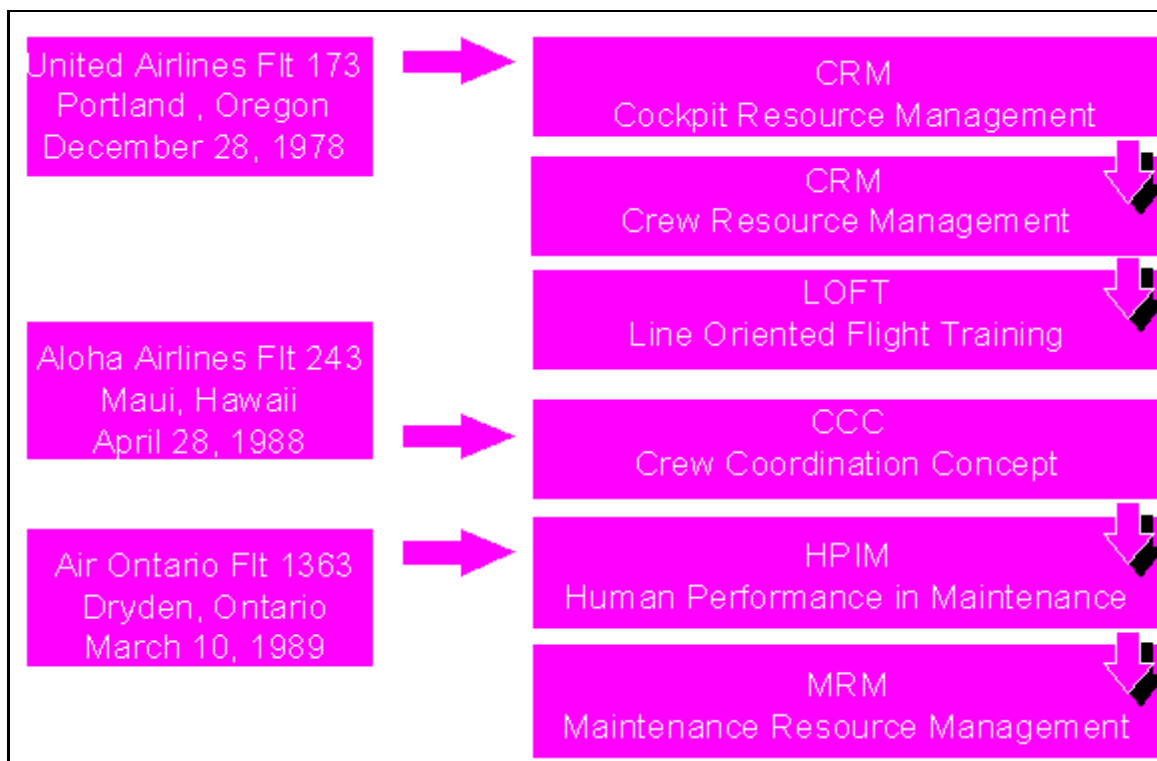 United Airlines Flt 173
Portland , Oregon
December 28, 1978
CRM
Cockpit Resource Management
CRM
Crew Resource Management
LOFT
Line Oriented Flight Training
Aloha Airlines Flt 243
Maui, Hawaii
April 28, 1988
CCC
Crew Coordination Concept
Air Ontario Flt 1363
Dryden, Ontario
March 10, 1989
HPIM
Human Performance in Maintenance
MRM
Maintenance Resource Management